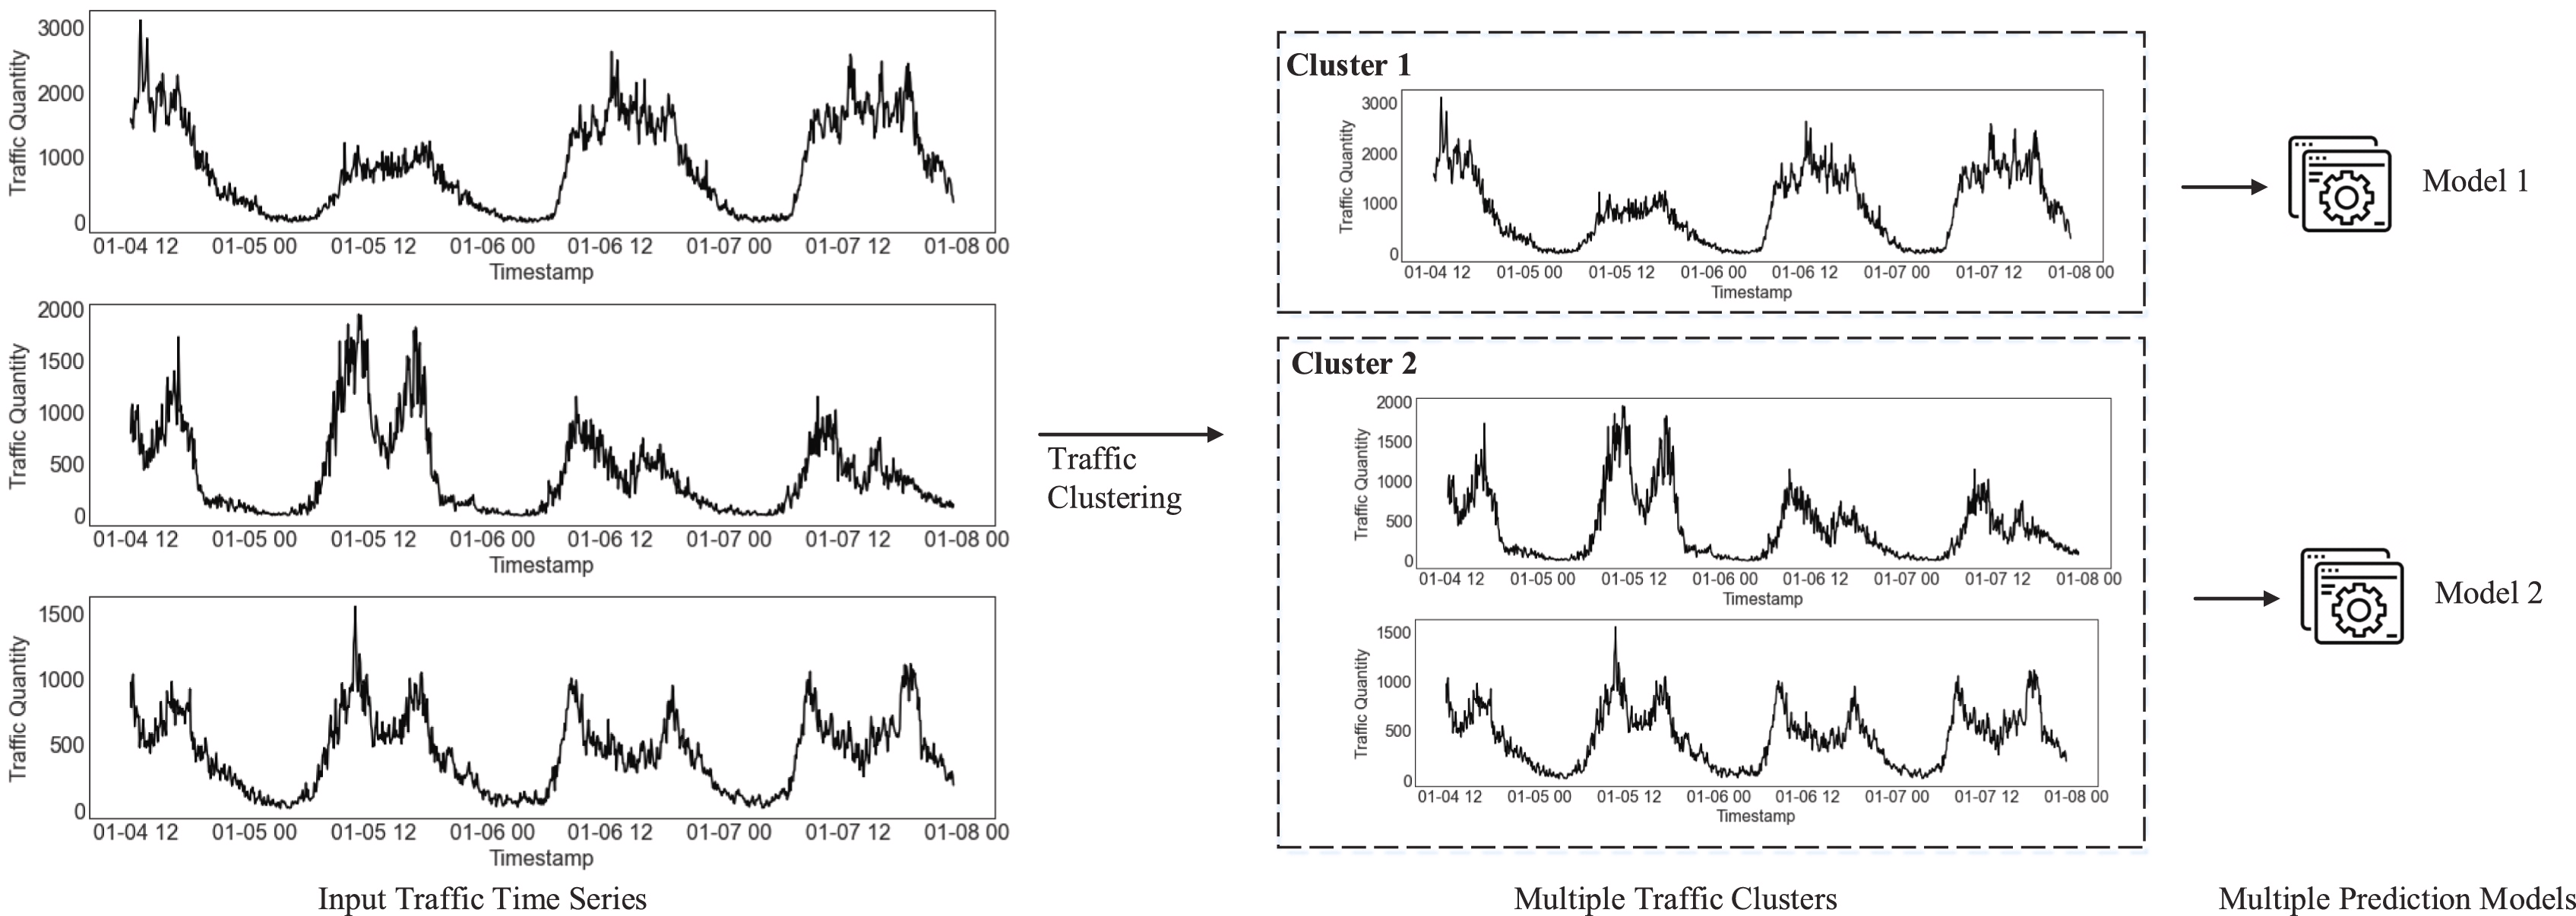 Traffic Quantity
3000
2000
1000
0
01-04 12 01-05 00 01-05 12 01-06 00 01-06 12 01-07 00 01-07 12 01-08 00
Timestamp
Traffic Quantity
2000
1500
1000
500
0
01-04 12 01-05 00 01-05 12 01-06 00 01-06 12 01-07 00 01-07 12 01-08 00
Timestamp
Traffic Quantity
1500
1000
500
0
01-04 12 01-05 00 01-05 12 01-06 00 01-06 12 01-07 00 01-07 12 01-08 00
Timestamp
Input Traffic Time Series
Traffic
Clustering
Cluster 1
Traffic Quantity
3000
2000
1000
0
01-04 12 01-05 00 01-05 12 01-06 00 01-06 12 01-07 00 01-07 12 01-08 00
Timestamp
Cluster 2
Traffic Quantity
2000
1500
1000
500
0
01-04 12 01-05 00 01-05 12 01-06 00 01-06 12 01-07 00 01-07 12 01-08 00
Timestamp
Traffic Quantity
1500
1000
500
0
01-04 12 01-05 00 01-05 12 01-06 00 01-06 12 01-07 00 01-07 12 01-08 00
Timestamp
Multiple Traffic Clusters
Model 1
Model 2
Multiple Prediction Models